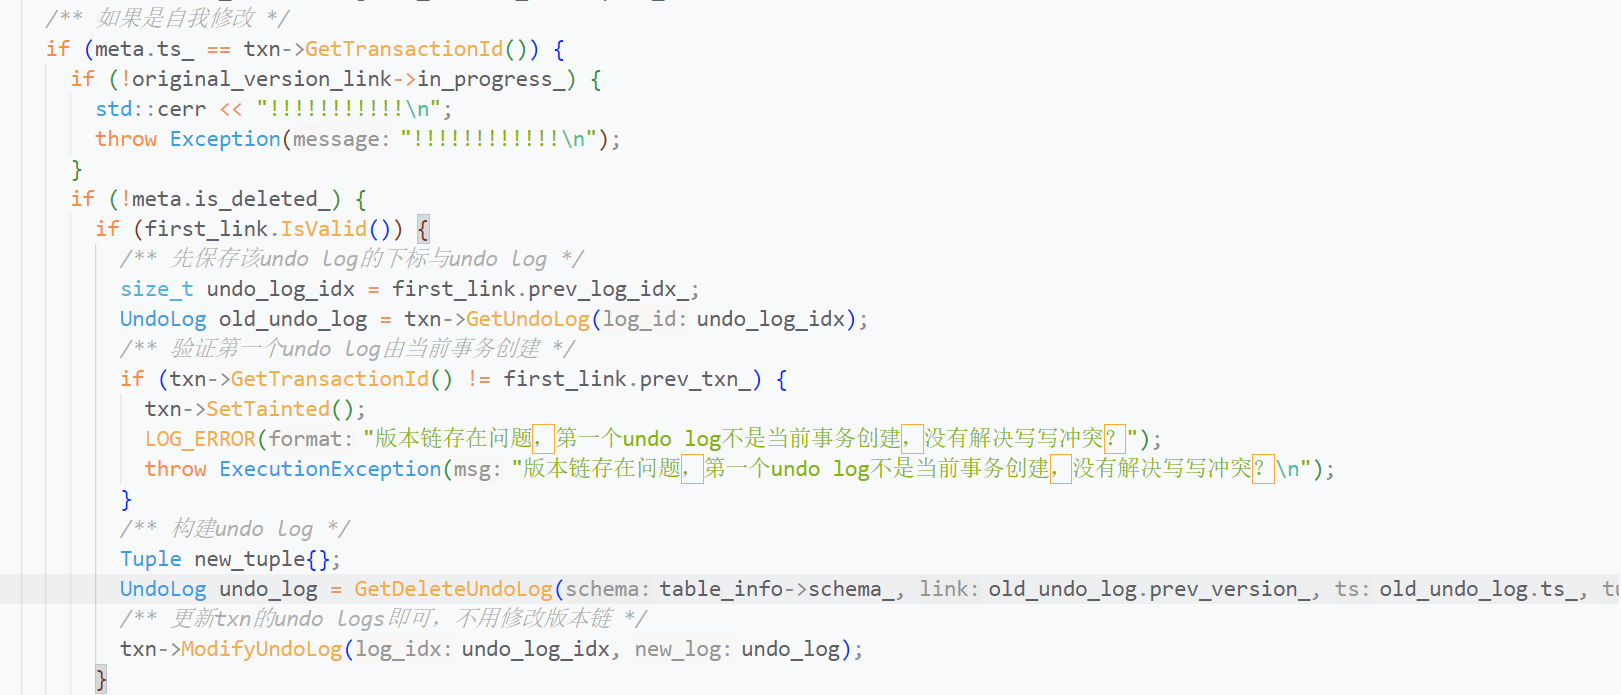 /** 如果是自我修改 */
if (meta.ts_ == txn->GetTransactionId()) {
if (!original_version_link->in_progress_) {
std::cerr << "!!!!!!!!!!!\n";
throw Exception(message: "!!!!!!!!!!!!\n");
}
if (!meta.is_deleted_) {
if (first_link.IsValid()) {
/** 先保存该undo log的下标与undo log */
size_t undo_log_idx = first_link.prev_log_idx_;
UndoLog old_undo_log = txn->GetUndoLog(log_id: undo_log_idx);
/** 验证第一个undo log由当前事务创建 */
if (txn->GetTransactionId() != first_link.prev_txn_) {
txn->SetTainted();
LOG_ERROR(format: "版本链存在问题，第一个undo log不是当前事务创建，没有解决写写冲突？");
throw ExecutionException(msg: "版本链存在问题，第一个undo log不是当前事务创建，没有解决写写冲突？\n");
}
/** 构建undo log */
Tuple new_tuple{};
UndoLog undo_log = GetDeleteUndoLog(schema: table_info->schema_, link: old_undo_log.prev_version_, ts: old_undo_log.ts_,
/** 更新txn的undo logs即可，不用修改版本链 */
txn->ModifyUndoLog(log_idx: undo_log_idx, new_log: undo_log);
}